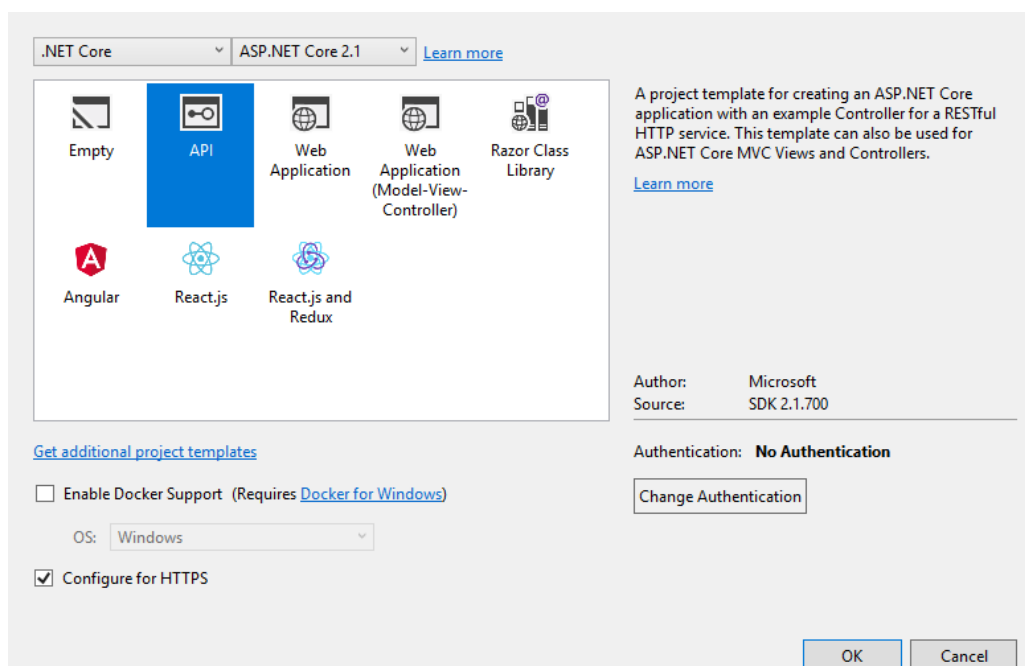 .NET Core
ASP.NET Core 2.1
Learn more
Empty
API
Web
Application
Web
Application
(Model-View-
Controller)
Razor Class
Library
Angular
React.js
React.js and
Redux
A project template for creating an ASP.NET Core
application with an example Controller for a RESTful
HTTP service. This template can also be used for
ASP.NET Core MVC Views and Controllers.
Learn more
Author: Microsoft
Source: SDK 2.1.700
Get additional project templates
Authentication: No Authentication
Enable Docker Support (Requires Docker for Windows)
Change Authentication
OS: Windows
Configure for HTTPS
OK
Cancel